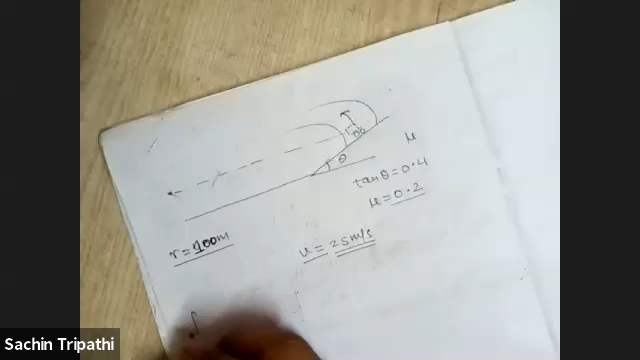 θ
μ
tanθ=0.4
μ=0.2
r=100m
u=25m/s
Sachin Tripathi